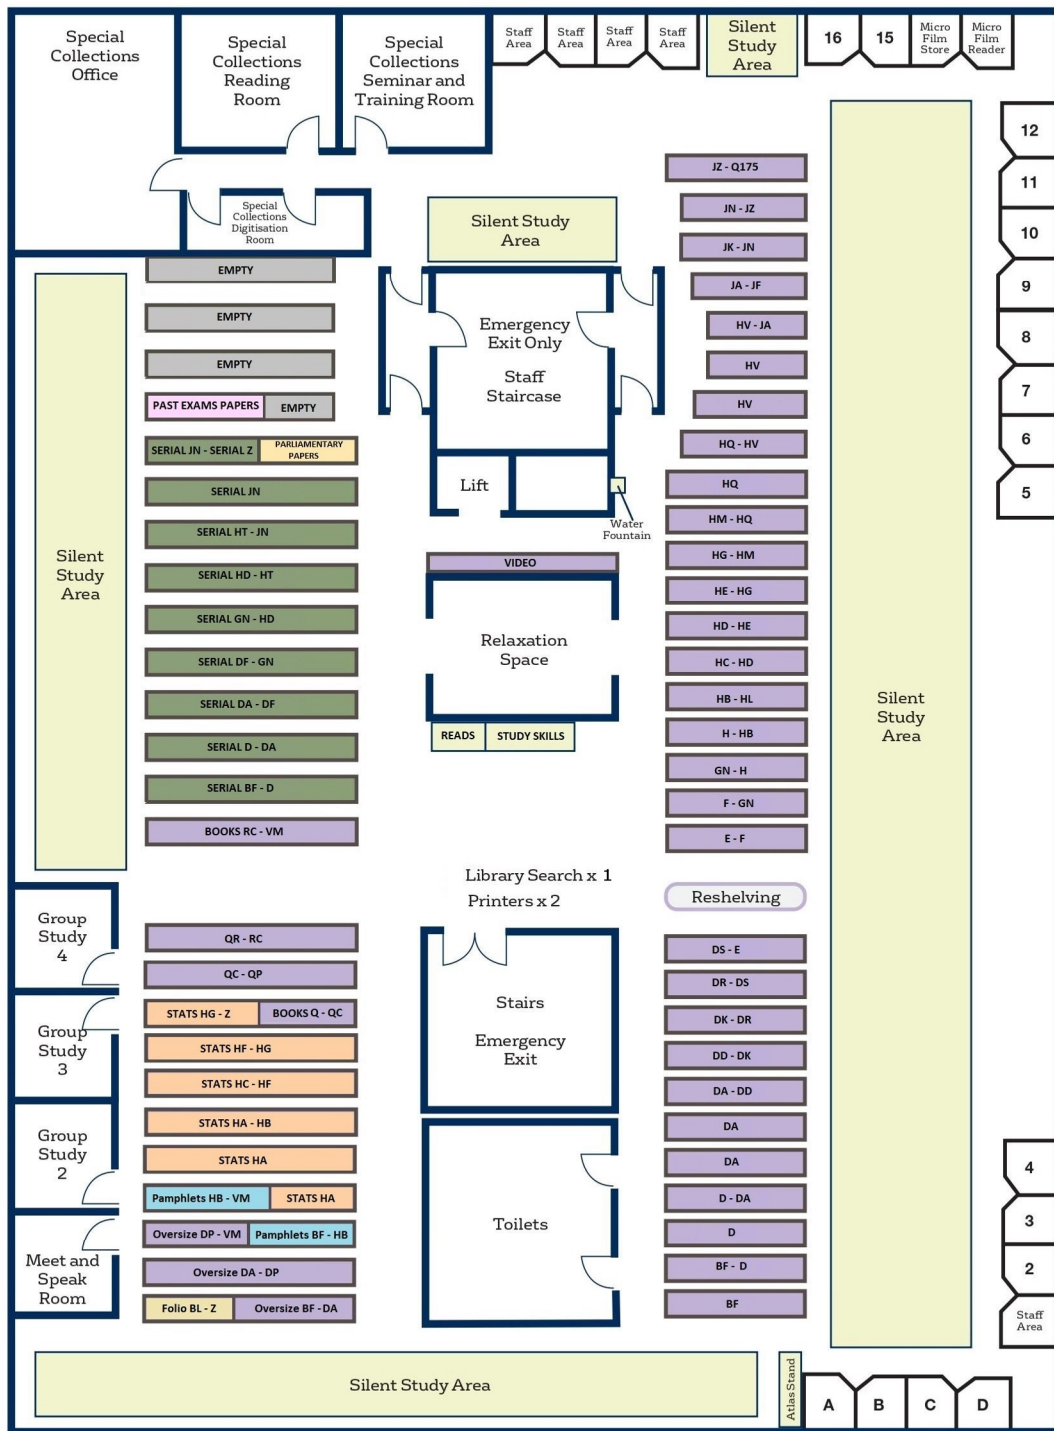 Special
Collections
Office
Special
Collections
Reading
Room
Special
Collections
Seminar and
Training Room
Staff
Area
Staff
Area
Staff
Area
Staff
Area
Silent
Study
Area
16
15
Micro
Film
Store
Micro
Film
Reader
12
11
10
9
8
7
6
5
Special
Collections
Digitisation
Room
Silent Study
Area
EMPTY
EMPTY
EMPTY
PAST EXAMS PAPERS
EMPTY
SERIAL JN - SERIAL Z
PARLIAMENTARY
PAPERS
SERIAL JN
SERIAL HT - JN
SERIAL HD - HT
SERIAL GN - HD
SERIAL DF - GN
SERIAL DA - DF
SERIAL D - DA
SERIAL BF - D
BOOKS RC - VM
Silent
Study
Area
Emergency
Exit Only
Staff
Staircase
Lift
Water
Fountain
VIDEO
Relaxation
Space
READS
STUDY SKILLS
JZ - Q175
JN - JZ
JK - JN
JA - JF
HV - JA
HV
HV
HQ - HV
HQ
HM - HQ
HG - HM
HE - HG
HD - HE
HC - HD
HB - HL
H - HB
GN - H
F - GN
E - F
Silent
Study
Area
Library Search x 1
Printers x 2
Reshelving
Group
Study
4
Group
Study
3
Group
Study
2
Meet and
Speak
Room
QR - RC
QC - QP
STATS HG - Z
BOOKS Q - QC
STATS HF - HG
STATS HC - HF
STATS HA - HB
STATS HA
Pamphlets HB - VM
STATS HA
Oversize DP - VM
Pamphlets BF - HB
Oversize DA - DP
Folio BL - Z
Oversize BF - DA
Stairs
Emergency
Exit
Toilets
DS - E
DR - DS
DK - DR
DD - DK
DA - DD
DA
DA
D - DA
D
BF - D
BF
4
3
2
Staff
Area
Silent Study Area
Atlas Stand
A
B
C
D